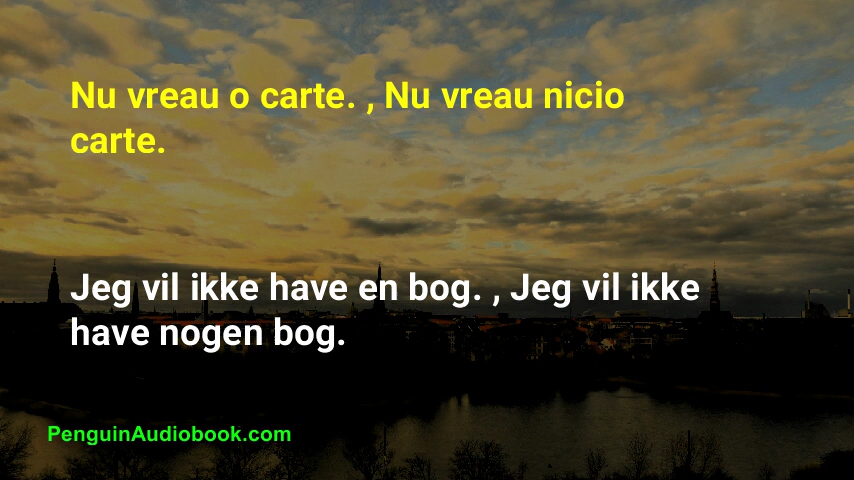 Nu vreau o carte. , Nu vreau nicio
carte.
Jeg vil ikke have en bog. , Jeg vil ikke
have nogen bog.
PenguinAudiobook.com